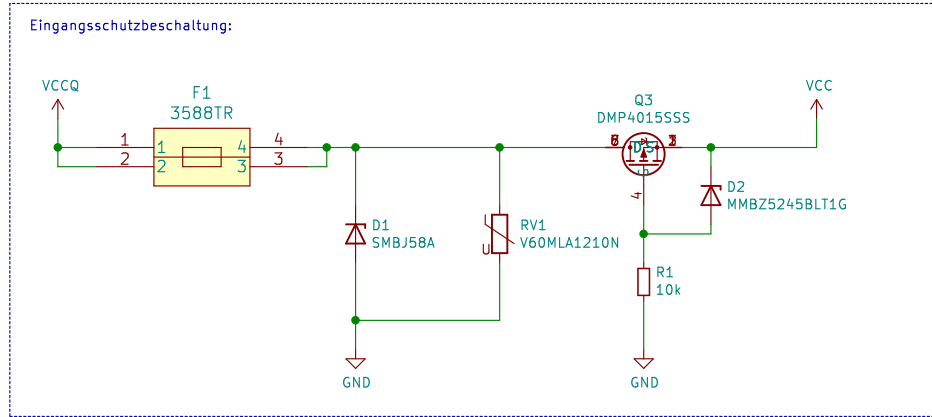 Eingangsschutzbeschaltung:
VCCQ
F1
3588TR
1
2
1
2
4
3
4
3
D1
SMBJ58A
GND
RV1
V60MLA1210N
U
Q3
DMP4015SSS
D
S
G
4
VCC
D2
MMBZ5245BLT1G
R1
10k
GND